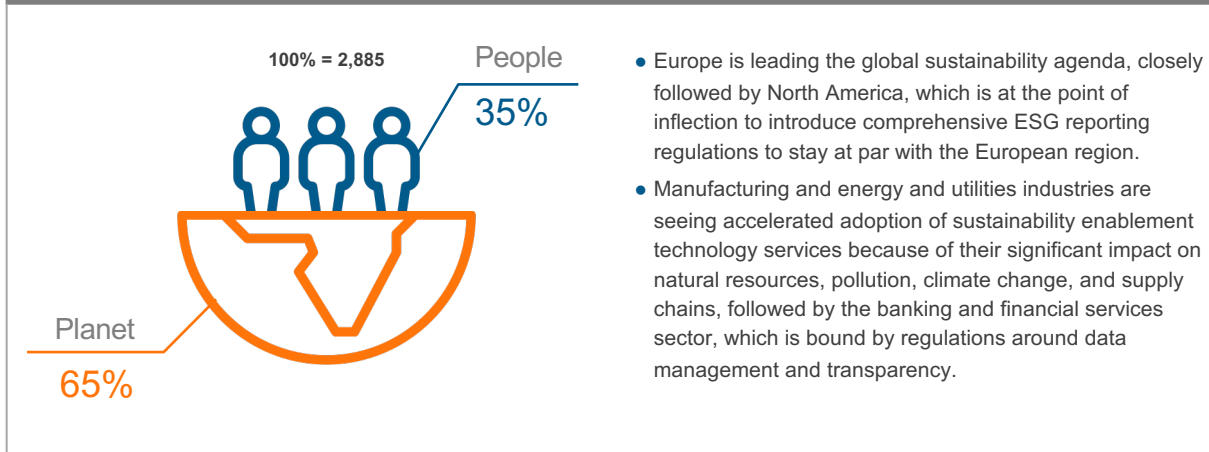 100% = 2,885
People
35%
Planet
65%
● Europe is leading the global sustainability agenda, closely
followed by North America, which is at the point of
inflection to introduce comprehensive ESG reporting
regulations to stay at par with the European region.
● Manufacturing and energy and utilities industries are
seeing accelerated adoption of sustainability enablement
technology services because of their significant impact on
natural resources, pollution, climate change, and supply
chains, followed by the banking and financial services
sector, which is bound by regulations around data
management and transparency.